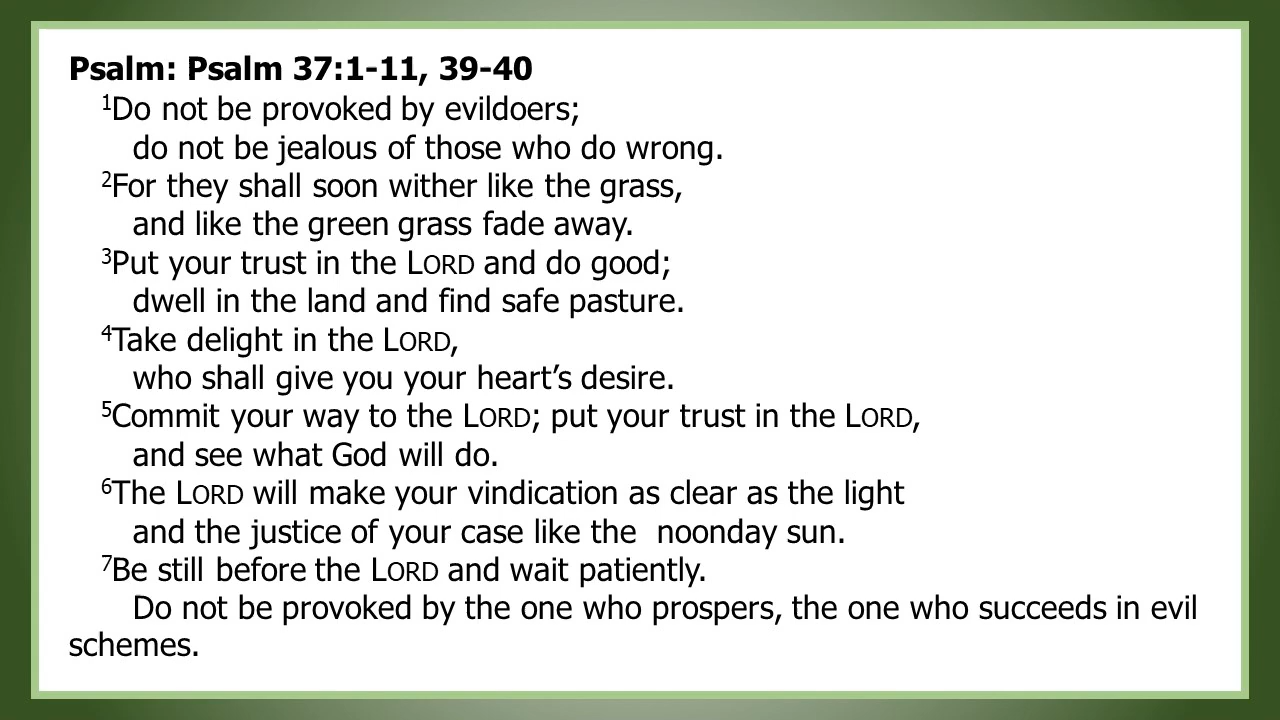 Psalm: Psalm 37:1-11, 39-40
¹Do not be provoked by evildoers;
do not be jealous of those who do wrong.
²For they shall soon wither like the grass,
and like the green grass fade away.
³Put your trust in the LORD and do good;
dwell in the land and find safe pasture.
⁴Take delight in the LORD,
who shall give you your heart’s desire.
⁵Commit your way to the LORD; put your trust in the LORD,
and see what God will do.
⁶The LORD will make your vindication as clear as the light
and the justice of your case like the  noonday sun.
⁷Be still before the LORD and wait patiently.
Do not be provoked by the one who prospers, the one who succeeds in evil
schemes.